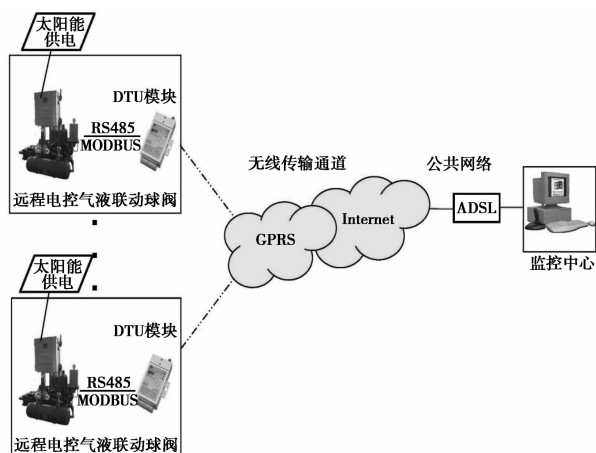 太阳能
供电
DTU模块
RS485
MODBUS
远程电控气液联动球阀
无线传输通道
公共网络
GPRS
Internet
ADSL
监控中心
太阳能
供电
DTU模块
RS485
MODBUS
远程电控气液联动球阀